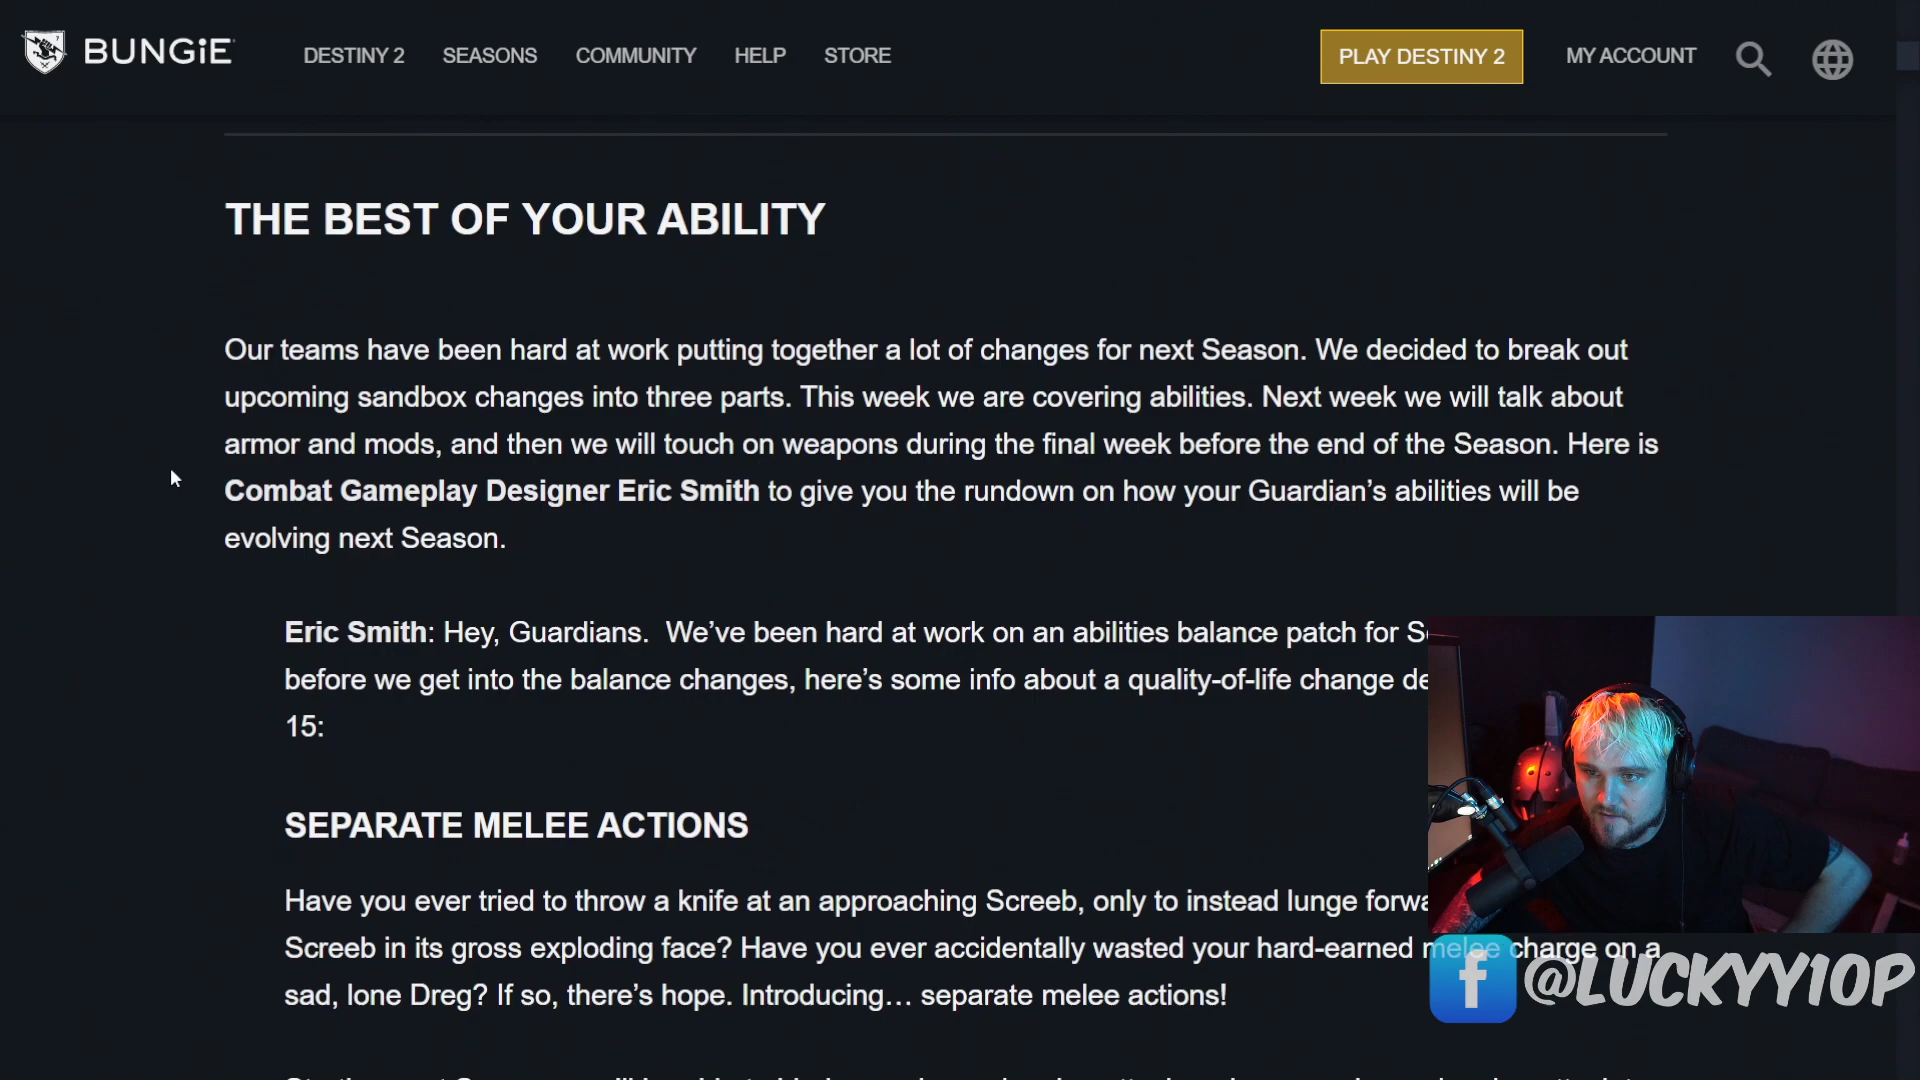 BUNGiE
DESTINY 2 SEASONS COMMUNITY HELP STORE
PLAY DESTINY 2
MY ACCOUNT
THE BEST OF YOUR ABILITY
Our teams have been hard at work putting together a lot of changes for next Season. We decided to break out
upcoming sandbox changes into three parts. This week we are covering abilities. Next week we will talk about
armor and mods, and then we will touch on weapons during the final week before the end of the Season. Here is
Combat Gameplay Designer Eric Smith to give you the rundown on how your Guardian’s abilities will be
evolving next Season.
Eric Smith: Hey, Guardians.  We’ve been hard at work on an abilities balance patch for
before we get into the balance changes, here’s some info about a quality-of-life change
15:
SEPARATE MELEE ACTIONS
Have you ever tried to throw a knife at an approaching Screeb, only to instead lunge
Screeb in its gross exploding face? Have you ever accidentally wasted your hard-earned melee charge on a
sad, lone Dreg? If so, there’s hope. Introducing… separate melee actions!
@LUCKYY10P